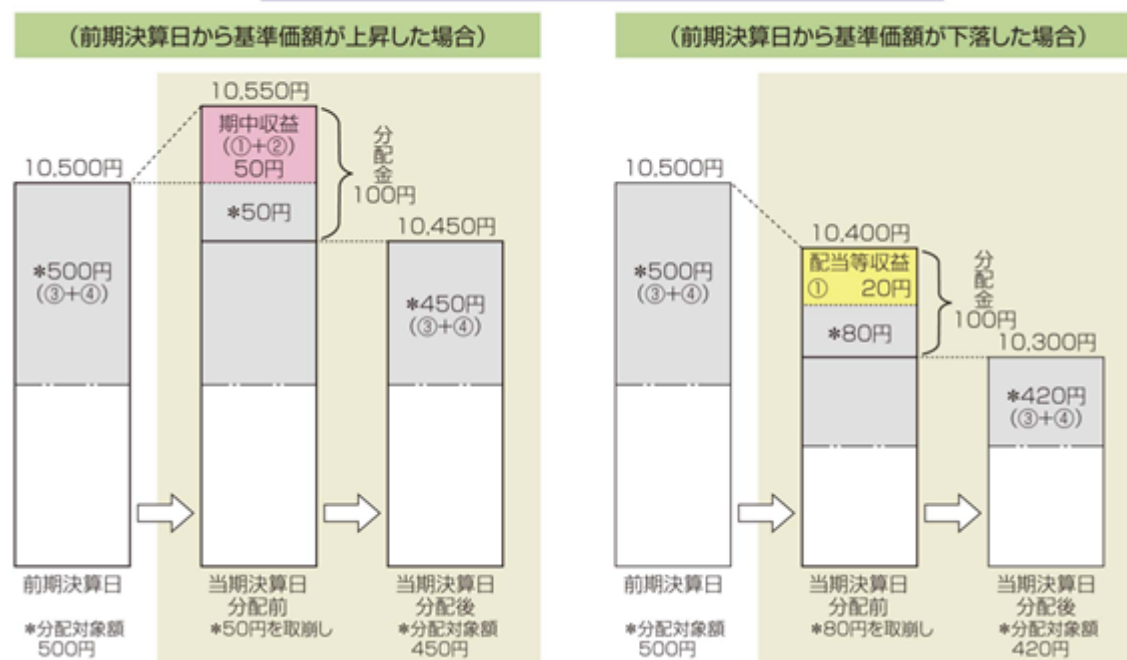 (前期決算日から基準価額が上昇した場合)
10,550円
期中収益
(①+②)
50円
*50円
分配金
100円
10,500円
*500円
(③+④)
10,450円
*450円
(③+④)
前期決算日
*分配対象額
500円
当期決算日
分配前
*50円を取崩し
当期決算日
分配後
*分配対象額
450円
(前期決算日から基準価額が下落した場合)
10,500円
*500円
(③+④)
10,400円
配当等収益
① 20円
*80円
分配金
100円
10,300円
*420円
(③+④)
前期決算日
*分配対象額
500円
当期決算日
分配前
*80円を取崩し
当期決算日
分配後
*分配対象額
420円